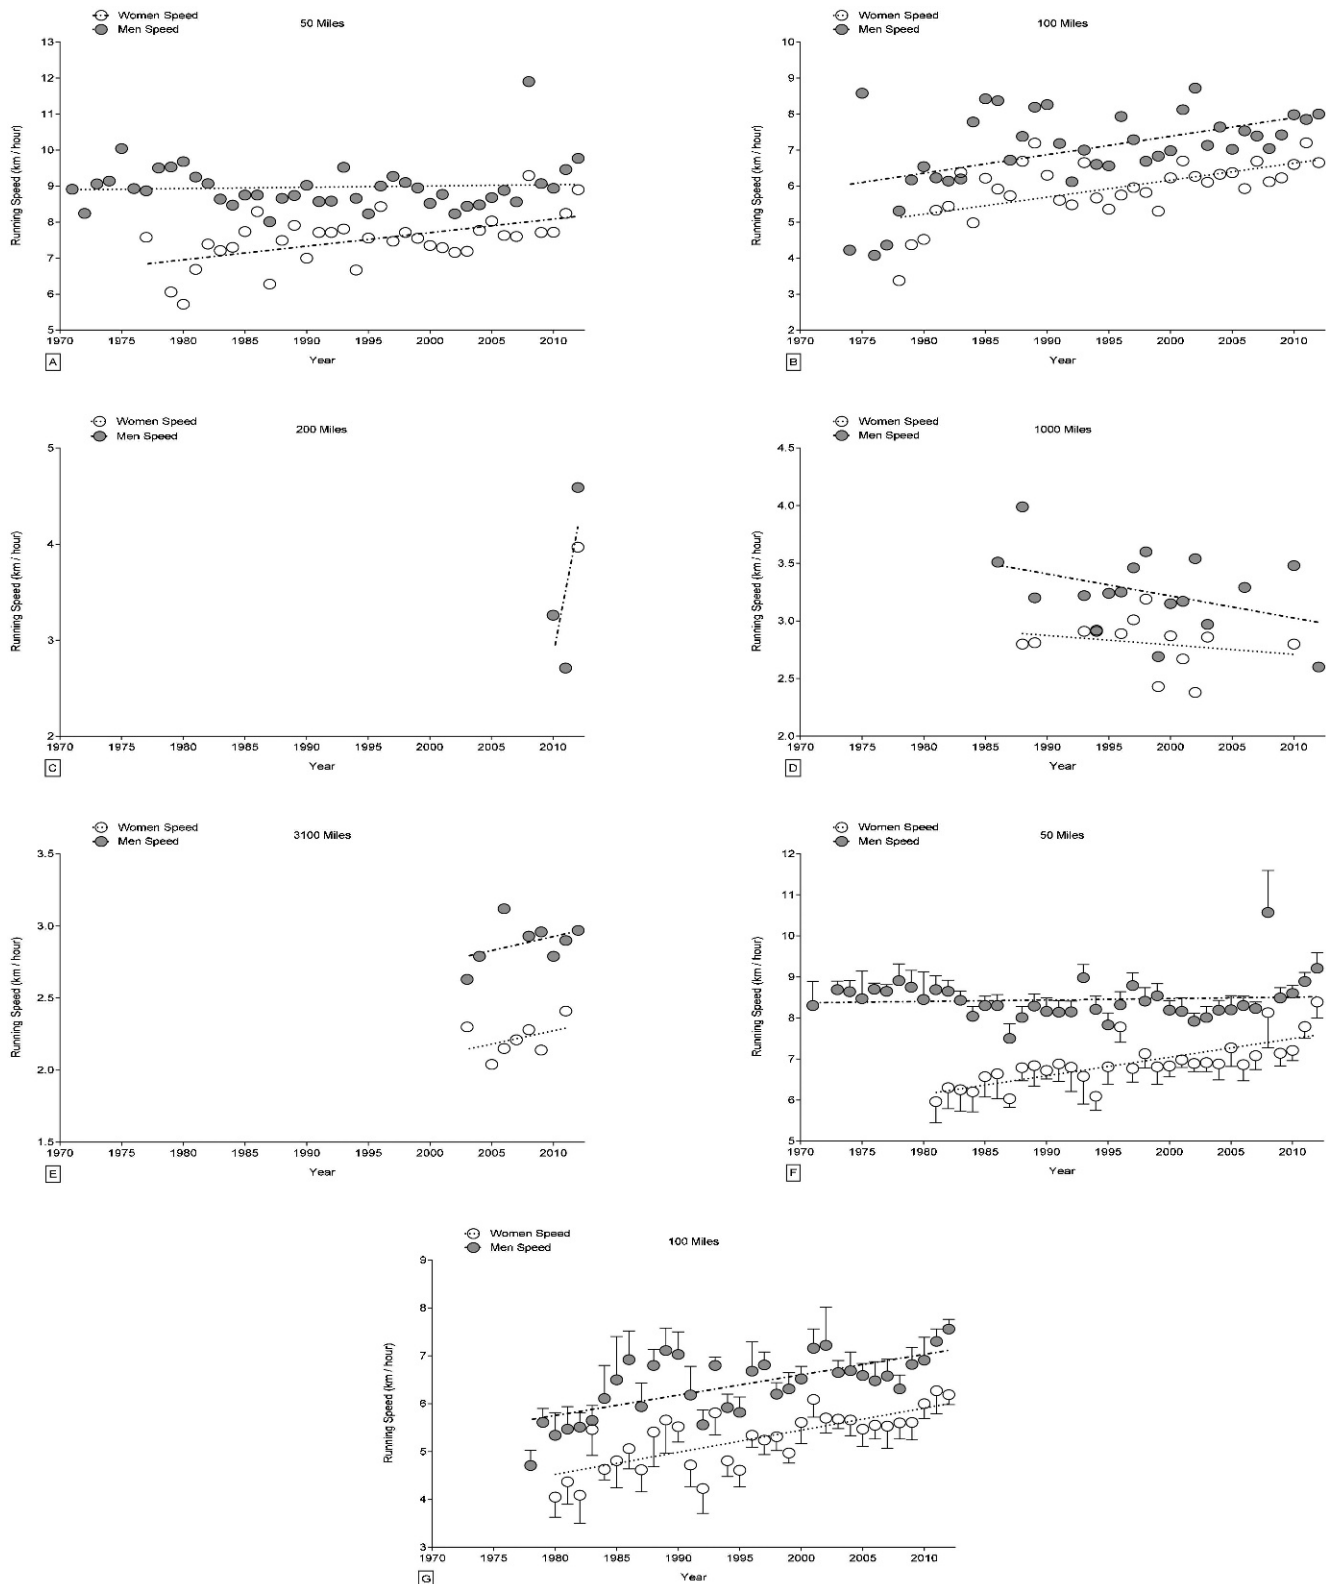 Women Speed
Men Speed
50 Miles
13
12
11
10
9
8
7
6
5
Running Speed (km / hour)
1970 1975 1980 1985 1990 1995 2000 2005 2010
Year
A
Women Speed
Men Speed
100 Miles
10
9
8
7
6
5
4
3
2
Running Speed (km / hour)
1970 1975 1980 1985 1990 1995 2000 2005 2010
Year
B
Women Speed
Men Speed
200 Miles
5
4
3
2
Running Speed (km / hour)
1970 1975 1980 1985 1990 1995 2000 2005 2010
Year
C
Women Speed
Men Speed
1000 Miles
4.5
4.0
3.5
3.0
2.5
2.0
Running Speed (km / hour)
1970 1975 1980 1985 1990 1995 2000 2005 2010
Year
D
Women Speed
Men Speed
3100 Miles
3.5
3.0
2.5
2.0
1.5
Running Speed (km / hour)
1970 1975 1980 1985 1990 1995 2000 2005 2010
Year
E
Women Speed
Men Speed
50 Miles
12
11
10
9
8
7
6
5
Running Speed (km / hour)
1970 1975 1980 1985 1990 1995 2000 2005 2010
Year
F
Women Speed
Men Speed
100 Miles
9
8
7
6
5
4
3
Running Speed (km / hour)
1970 1975 1980 1985 1990 1995 2000 2005 2010
Year
G